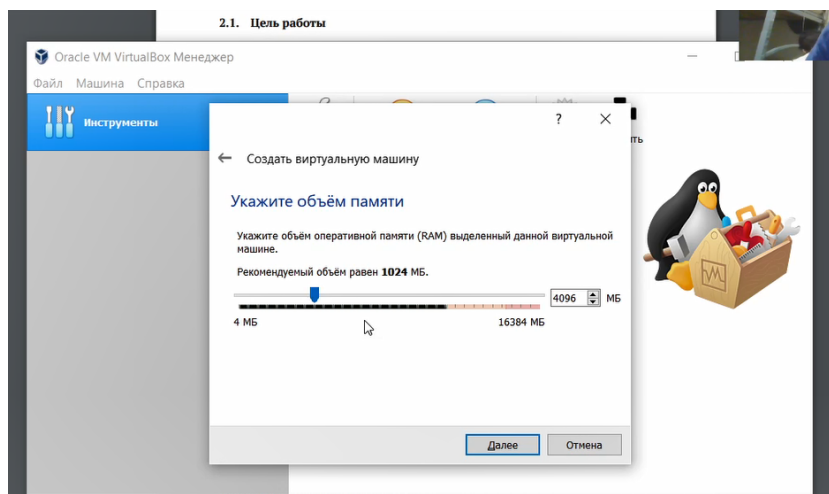 2.1. Цель работы
Oracle VM VirtualBox Менеджер
Файл Машина Справка
Инструменты
?
Создать виртуальную машину
Укажите объём памяти
Укажите объём оперативной памяти (RAM) выделенный данной виртуальной
машине.
Рекомендуемый объём равен 1024 МБ.
4096 МБ
4 МБ 16384 МБ
Далее Отмена